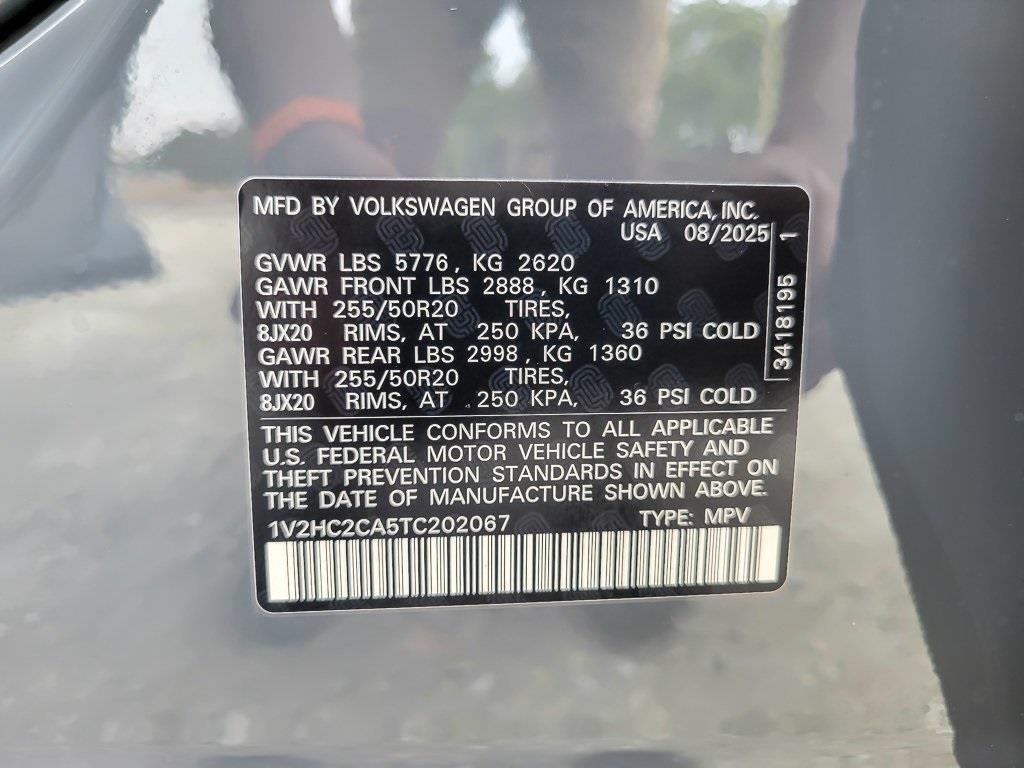 MFD BY VOLKSWAGEN GROUP OF AMERICA, INC.
USA 08/2025
GVWR LBS 5776, KG 2620
GAWR FRONT LBS 2888, KG 1310
WITH 255/50R20 TIRES,
8JX20 RIMS, AT 250 KPA, 36 PSI COLD
GAWR REAR LBS 2998, KG 1360
WITH 255/50R20 TIRES,
8JX20 RIMS, AT 250 KPA, 36 PSI COLD
3418195 1
THIS VEHICLE CONFORMS TO ALL APPLICABLE
U.S. FEDERAL MOTOR VEHICLE SAFETY AND
THEFT PREVENTION STANDARDS IN EFFECT ON
THE DATE OF MANUFACTURE SHOWN ABOVE.
1V2HC2CA5TC202067 TYPE: MPV